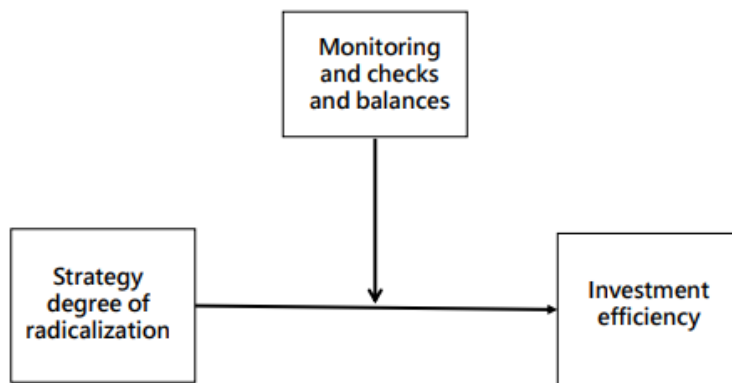 Monitoring
and checks
and balances
Strategy
degree of
radicalization
Investment
efficiency